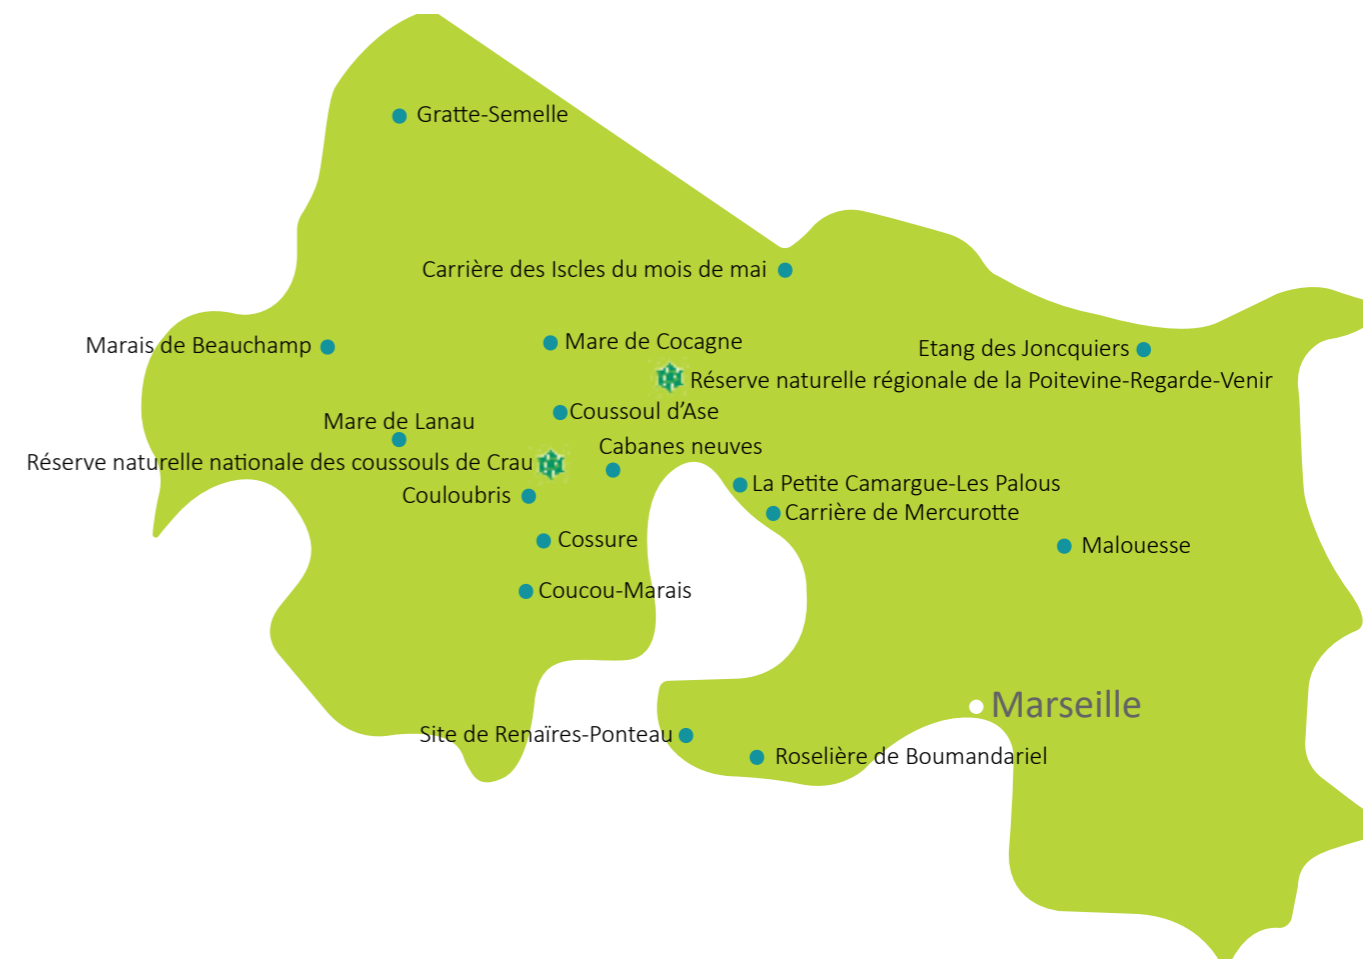 Gratte-Semelle
Carrière des Iscles du mois de mai
Mare de Cocagne
Marais de Beauchamp
Etang des Joncquiers
Réserve naturelle régionale de la Poitevine-Regarde-Venir
Coussoul d'Ase
Mare de Lanau
Cabanes neuves
Réserve naturelle nationale des coussouls de Crau
La Petite Camargue-Les Palous
Couloubris
Carrière de Mercurotte
Cossure
Malouesse
Coucou-Marais
Marseille
Site de Renaïres-Ponteau
Roselière de Boumandariel